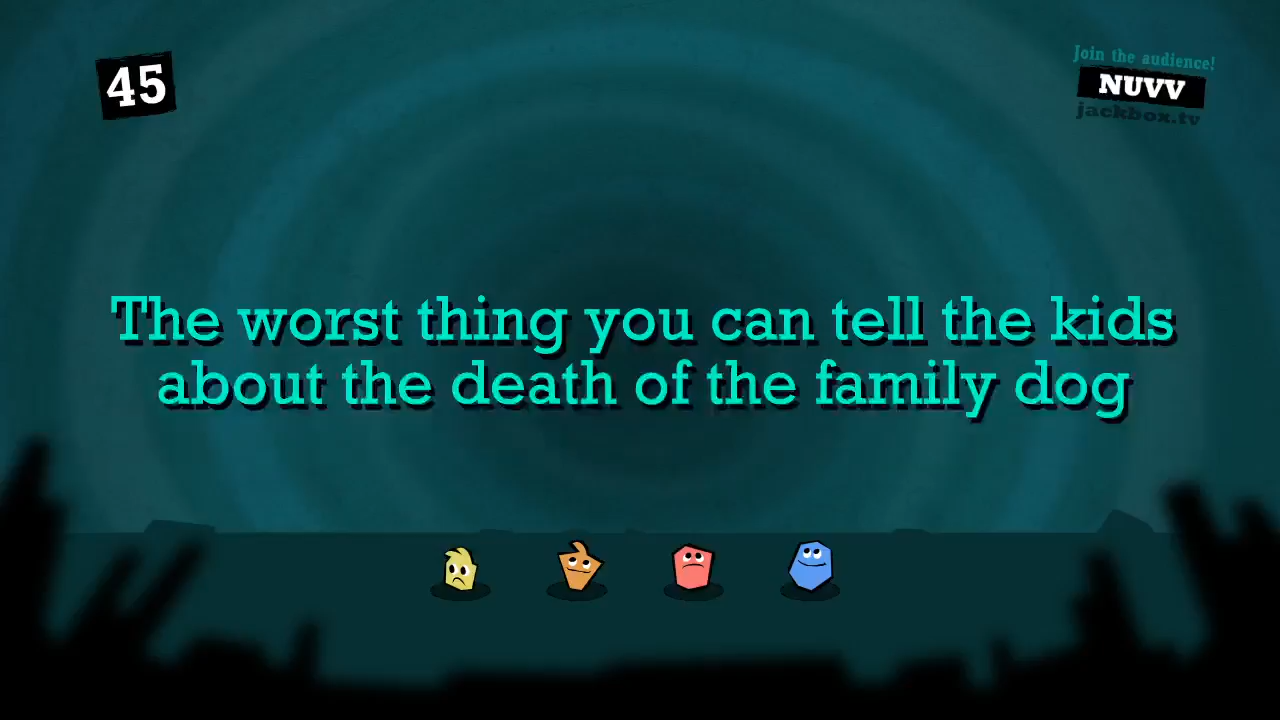 45
Join the audience!
NUVV
jackbox.tv
The worst thing you can tell the kids
about the death of the family dog